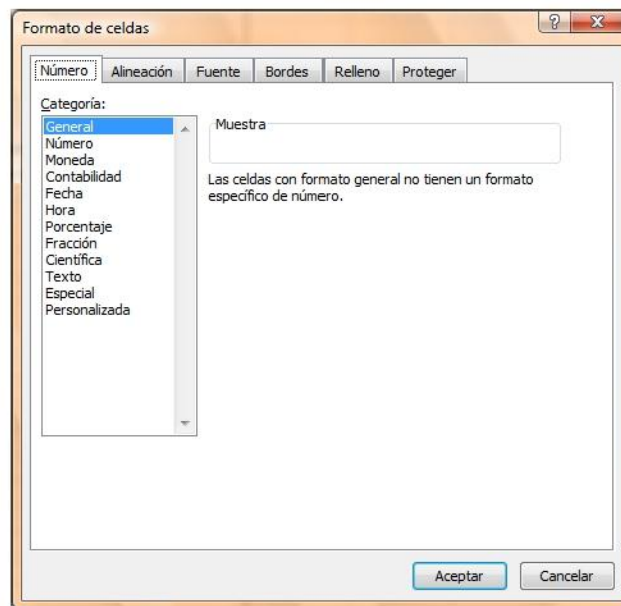 Formato de celdas
Número Alineación Fuente Bordes Relleno Proteger
Categoría:
General
Número
Moneda
Contabilidad
Fecha
Hora
Porcentaje
Fracción
Científica
Texto
Especial
Personalizada
Muestra
Las celdas con formato general no tienen un formato
específico de número.
Aceptar Cancelar